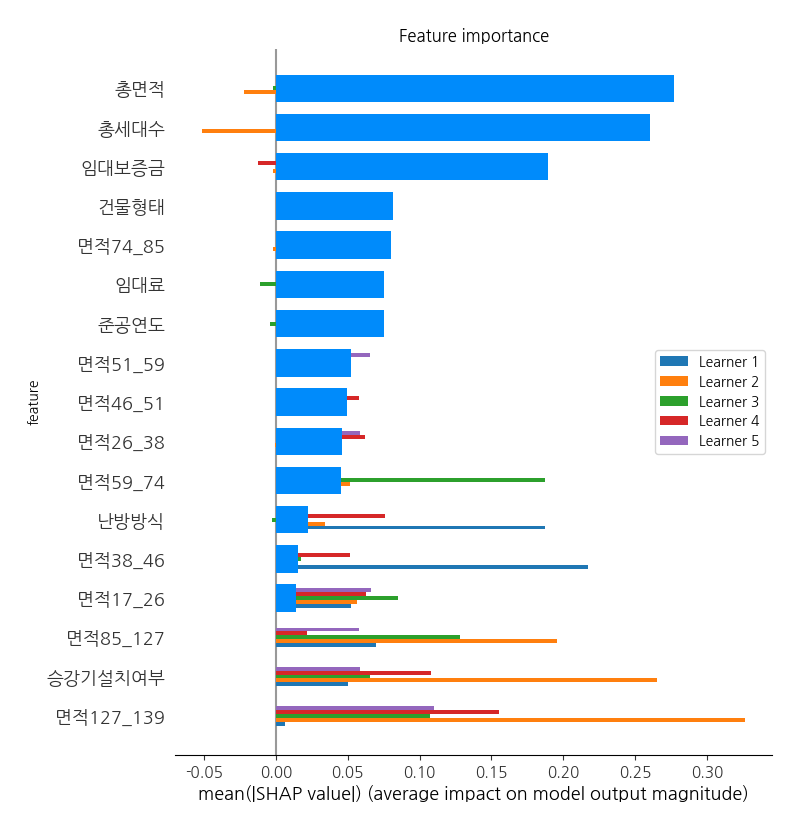 Feature importance
총면적
총세대수
임대보증금
건물형태
면적74_85
임대료
준공연도
면적51_59
면적46_51
면적26_38
면적59_74
난방방식
면적38_46
면적17_26
면적85_127
승강기설치여부
면적127_139
feature
Learner 1
Learner 2
Learner 3
Learner 4
Learner 5
-0.05 0.00 0.05 0.10 0.15 0.20 0.25 0.30
mean(|SHAP value|) (average impact on model output magnitude)